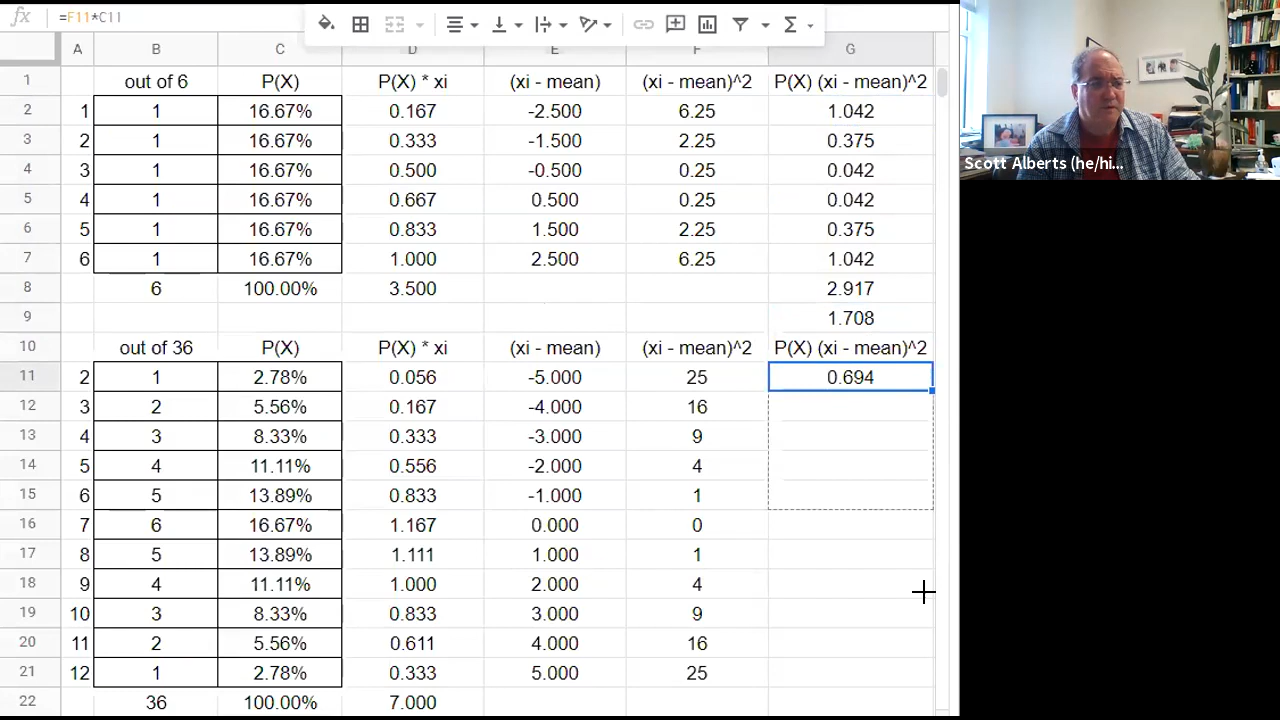 fx =F11*C11
A B C D E F G
1 out of 6 P(X) P(X) * xi (xi - mean) (xi - mean)^2 P(X) (xi - mean)^2
2 1 1 16.67% 0.167 -2.500 6.25 1.042
3 2 1 16.67% 0.333 -1.500 2.25 0.375
4 3 1 16.67% 0.500 -0.500 0.25 0.042
5 4 1 16.67% 0.667 0.500 0.25 0.042
6 5 1 16.67% 0.833 1.500 2.25 0.375
7 6 1 16.67% 1.000 2.500 6.25 1.042
8 6 100.00% 3.500 2.917
9 1.708
10 out of 36 P(X) P(X) * xi (xi - mean) (xi - mean)^2 P(X) (xi - mean)^2
11 2 1 2.78% 0.056 -5.000 25 0.694
12 3 2 5.56% 0.167 -4.000 16
13 4 3 8.33% 0.333 -3.000 9
14 5 4 11.11% 0.556 -2.000 4
15 6 5 13.89% 0.833 -1.000 1
16 7 6 16.67% 1.167 0.000 0
17 8 5 13.89% 1.111 1.000 1
18 9 4 11.11% 1.000 2.000 4
19 10 3 8.33% 0.833 3.000 9
20 11 2 5.56% 0.611 4.000 16
21 12 1 2.78% 0.333 5.000 25
22 36 100.00% 7.000
Scott Alberts (he/hi...